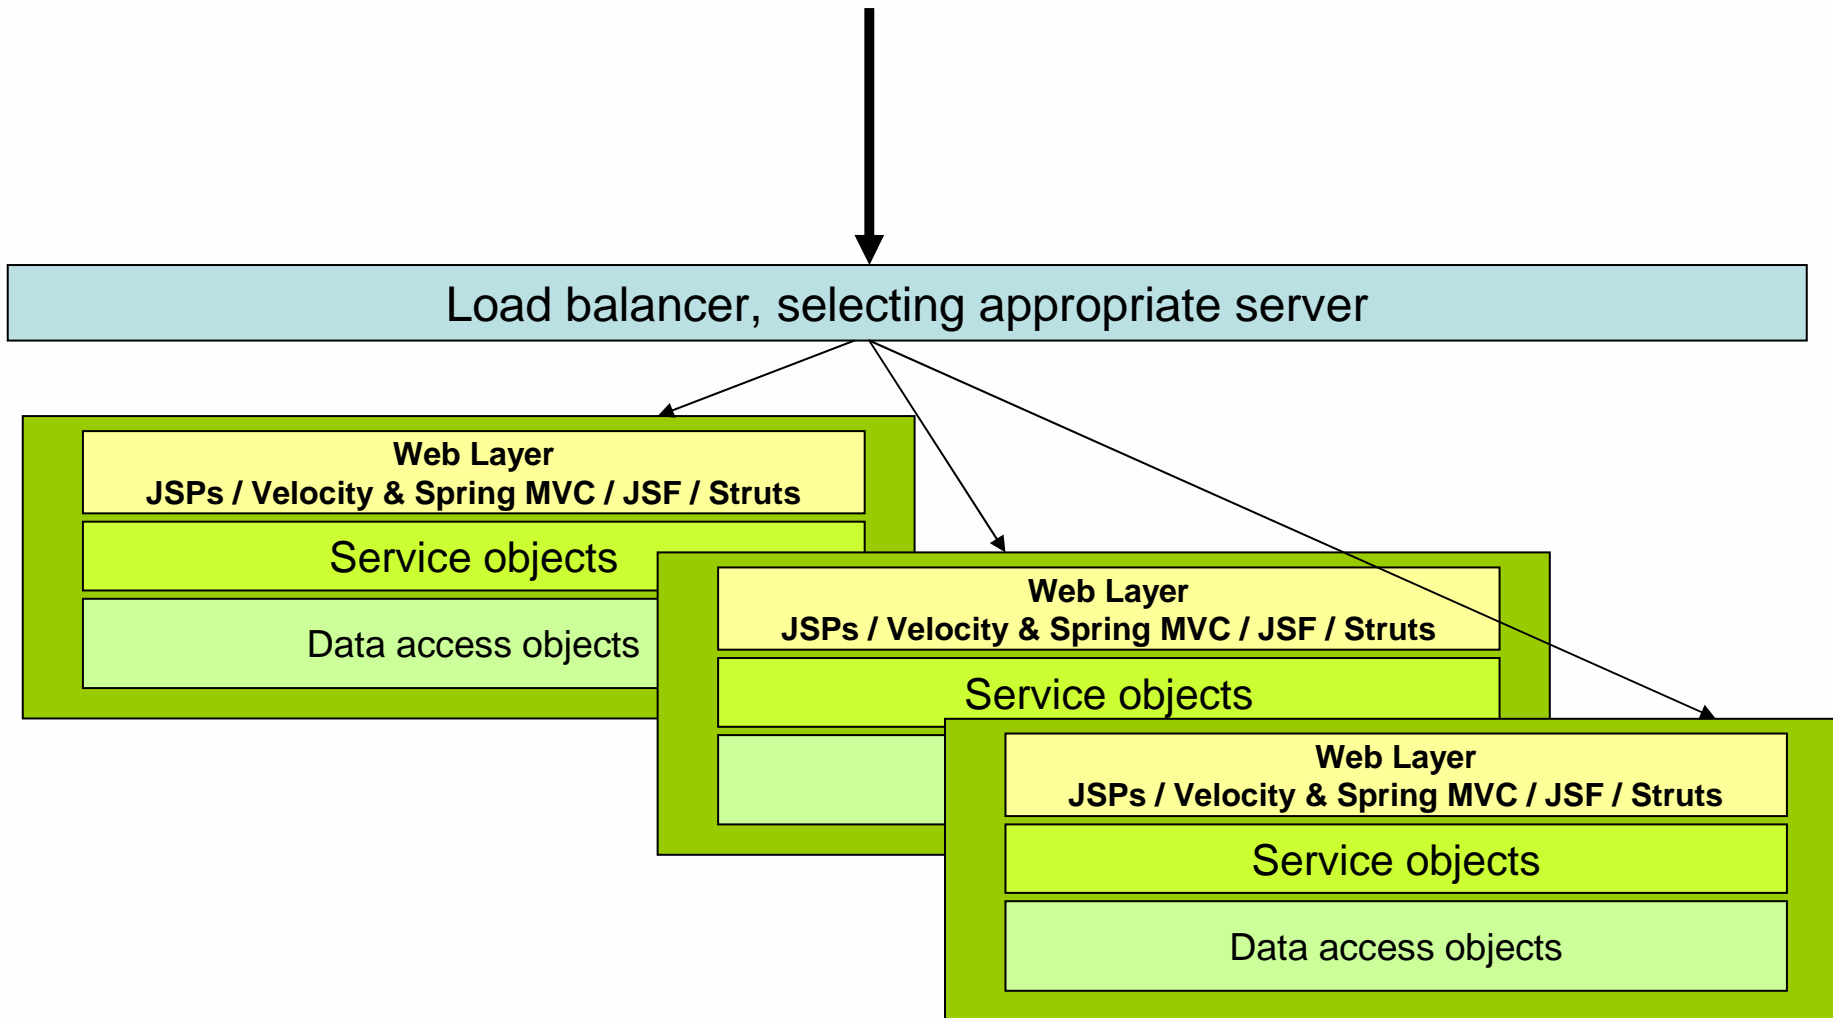 Load balancer, selecting appropriate server
Web Layer
JSPs / Velocity & Spring MVC / JSF / Struts
Service objects
Data access objects
Web Layer
JSPs / Velocity & Spring MVC / JSF / Struts
Service objects
Web Layer
JSPs / Velocity & Spring MVC / JSF / Struts
Service objects
Data access objects